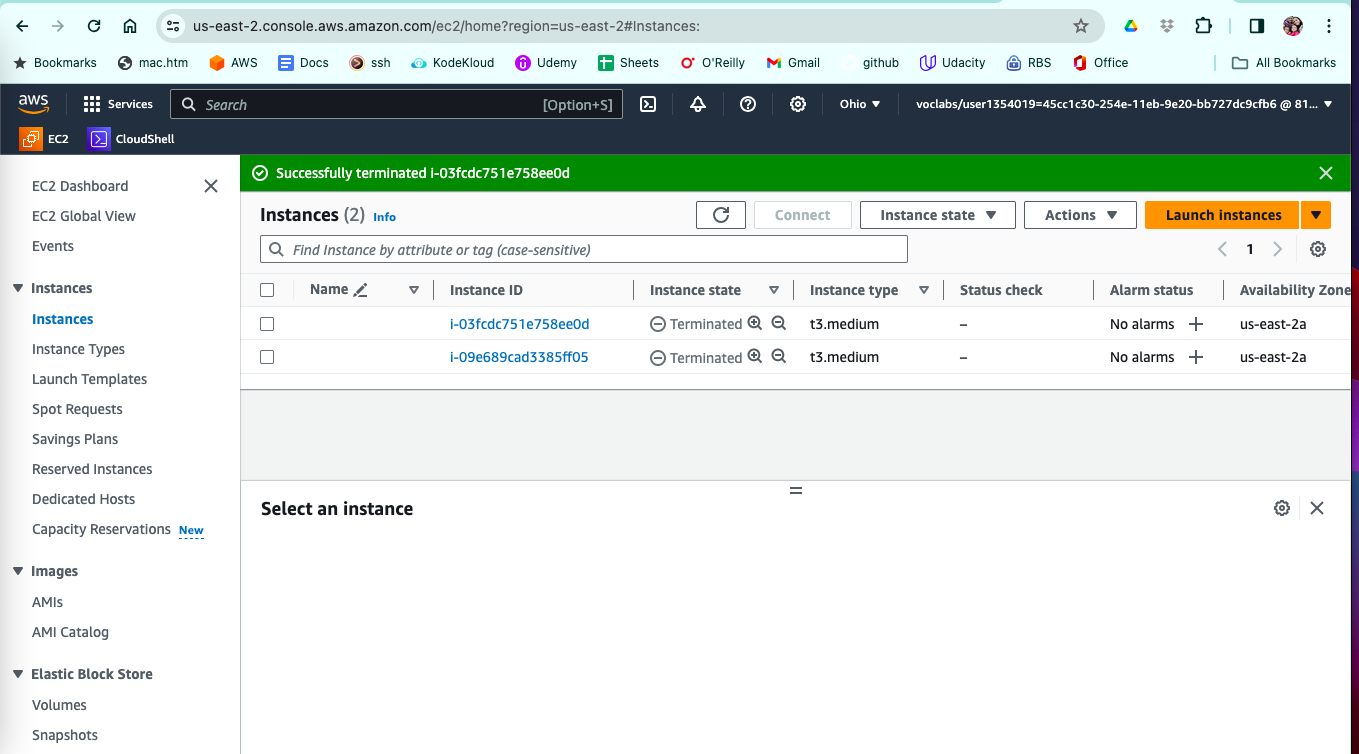 us-east-2.console.aws.amazon.com/ec2/home?region=us-east-2#Instances:
Bookmarks mac.htm AWS Docs ssh KodeKloud Udemy Sheets O'Reilly Gmail github Udacity RBS Office All Bookmarks
aws Services Search [Option+S] Ohio voclabs/user1354019=45cc1c30-254e-11eb-9e20-bb727dc9cfb6 @ 81...
EC2 CloudShell
Successfully terminated i-03fcdc751e758ee0d
EC2 Dashboard
EC2 Global View
Events
Instances
Instances
Instance Types
Launch Templates
Spot Requests
Savings Plans
Reserved Instances
Dedicated Hosts
Capacity Reservations New
Images
AMIs
AMI Catalog
Elastic Block Store
Volumes
Snapshots
Instances (2) Info Connect Instance state Actions Launch instances
Find Instance by attribute or tag (case-sensitive) 1
Name Instance ID Instance state Instance type Status check Alarm status Availability Zone
i-03fcdc751e758ee0d Terminated t3.medium – No alarms us-east-2a
i-09e689cad3385ff05 Terminated t3.medium – No alarms us-east-2a
Select an instance